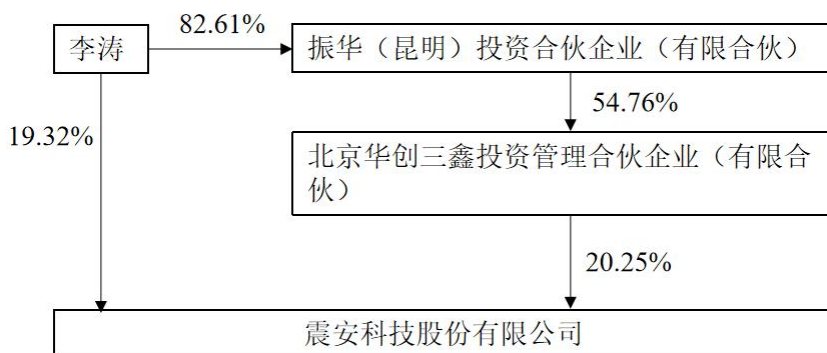 82.61%
李涛
振华（昆明）投资合伙企业（有限合伙）
54.76%
19.32%
北京华创三鑫投资管理合伙企业（有限合
伙）
20.25%
震安科技股份有限公司